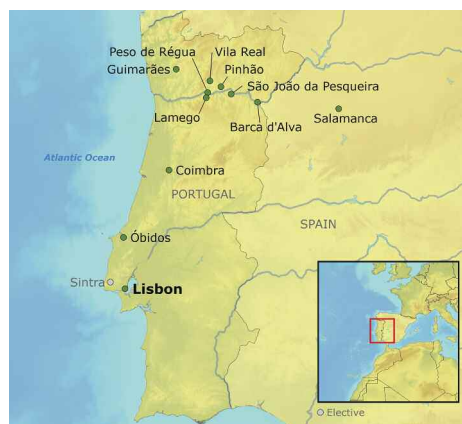 Peso de Régua
Vila Real
Guimarães
Pinhão
São João da Pesqueira
Lamego
Barca d'Alva
Salamanca
Atlantic Ocean
Coimbra
PORTUGAL
SPAIN
Óbidos
Sintra
Lisbon
Elective